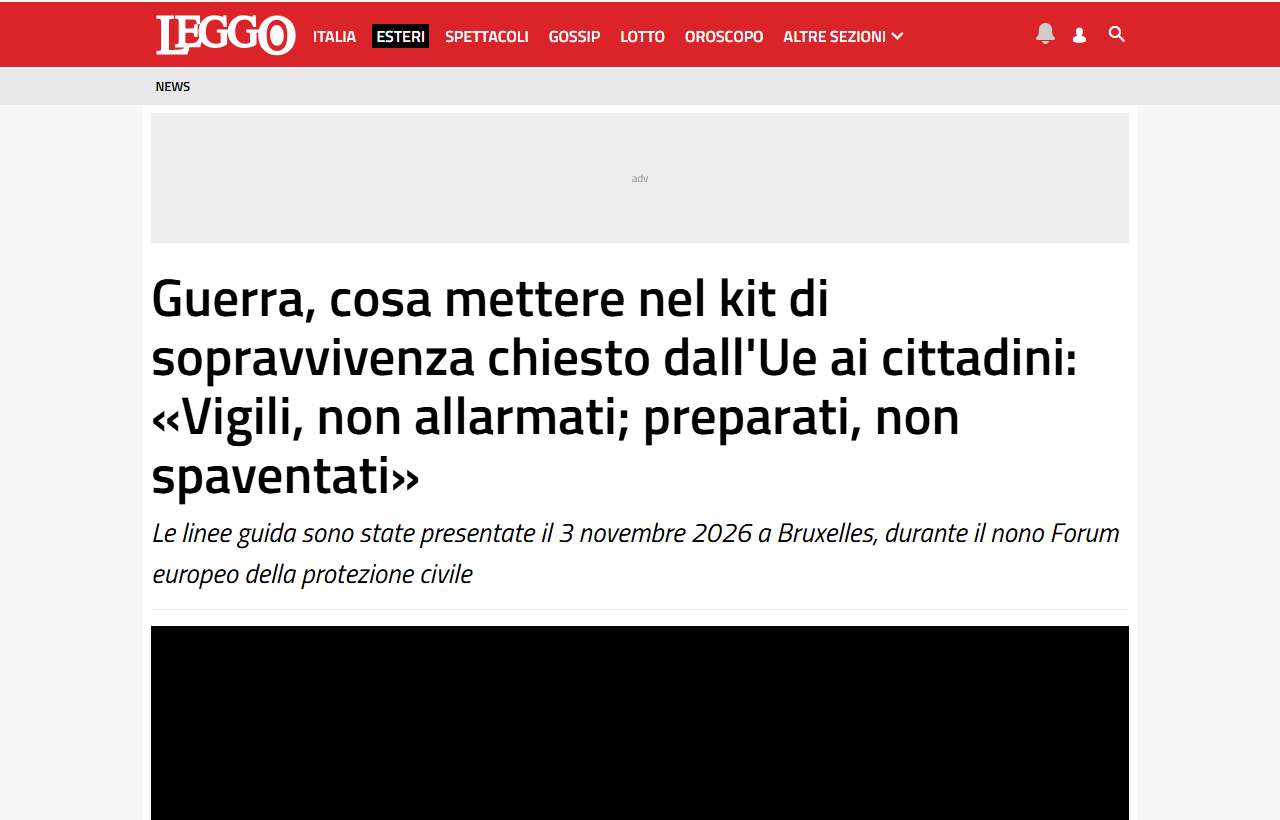 LEGGO ITALIA ESTERI SPETTACOLI GOSSIP LOTTO OROSCOPO ALTRE SEZIONI
NEWS
adv
Guerra, cosa mettere nel kit di
sopravvivenza chiesto dall'Ue ai cittadini:
«Vigili, non allarmati; preparati, non
spaventati»
Le linee guida sono state presentate il 3 novembre 2026 a Bruxelles, durante il nono Forum
europeo della protezione civile